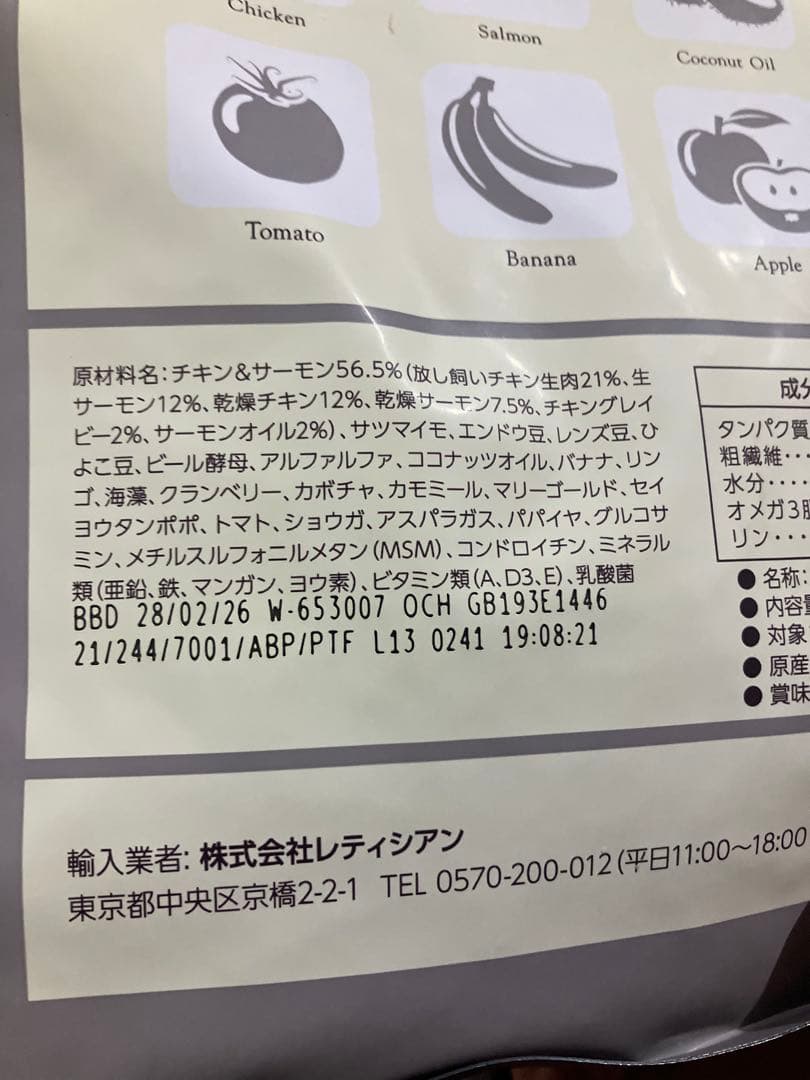 Chicken
Salmon
Coconut Oil
Tomato
Banana
Apple
原材料名:チキン&サーモン56.5%(放し飼いチキン生肉21%、生
サーモン12%、乾燥チキン12%、乾燥サーモン7.5%、チキングレイ
ビー2%、サーモンオイル2%)、サツマイモ、エンドウ豆、レンズ豆、ひ
よこ豆、ビール酵母、アルファルファ、ココナッツオイル、バナナ、リン
ゴ、海藻、クランベリー、カボチャ、カモミール、マリーゴールド、セイ
ヨウタンポポ、トマト、ショウガ、アスパラガス、パパイヤ、グルコサ
ミン、メチルスルフォニルメタン(MSM)、コンドロイチン、ミネラル
類(亜鉛、鉄、マンガン、ヨウ素)、ビタミン類(A、D3、E)、乳酸菌
BBD 28/02/26 W-653007 OCH GB193E1446
21/244/7001/ABP/PTF L13 0241 19:08:21
成分
タンパク質
粗繊維‥
水分‥‥
オメガ3脂
リン‥‥
●名称:
●内容量
●対象
●原産
●賞味
輸入業者: 株式会社レティシアン
東京都中央区京橋2-2-1 TEL 0570-200-012(平日11:00〜18:00